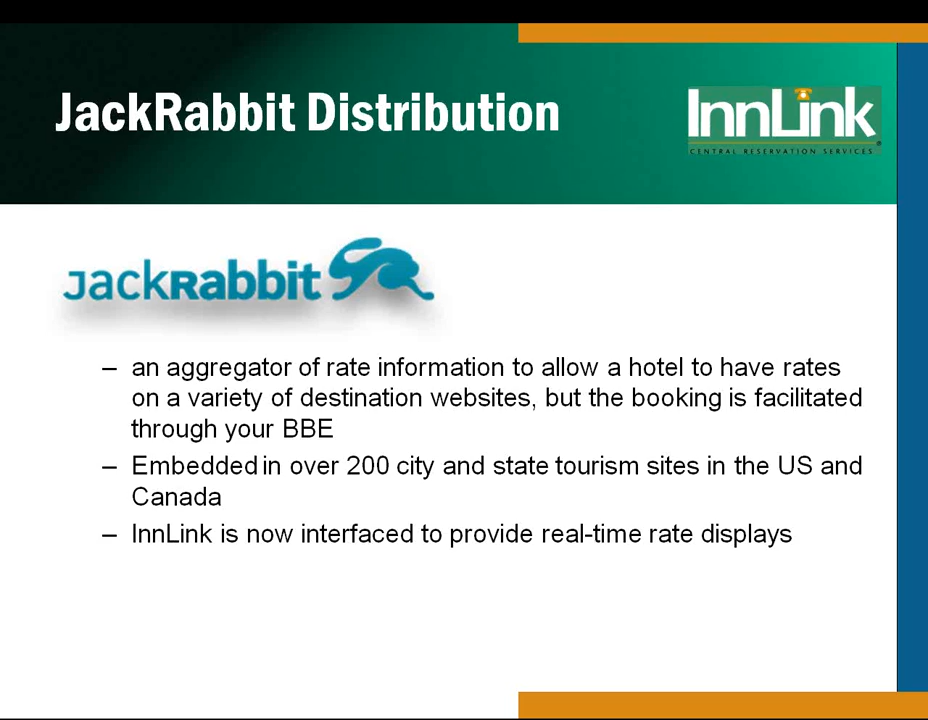 JackRabbit Distribution
InnLink
CENTRAL RESERVATION SERVICES
Jackrabbit
– an aggregator of rate information to allow a hotel to have rates
on a variety of destination websites, but the booking is facilitated
through your BBE
– Embedded in over 200 city and state tourism sites in the US and
Canada
– InnLink is now interfaced to provide real-time rate displays